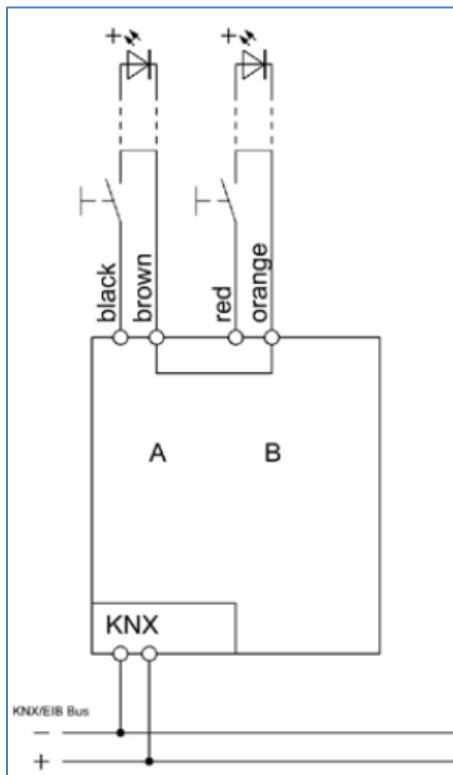 + +
black brown red orange
A B
KNX
KNX/EIB Bus
−
+